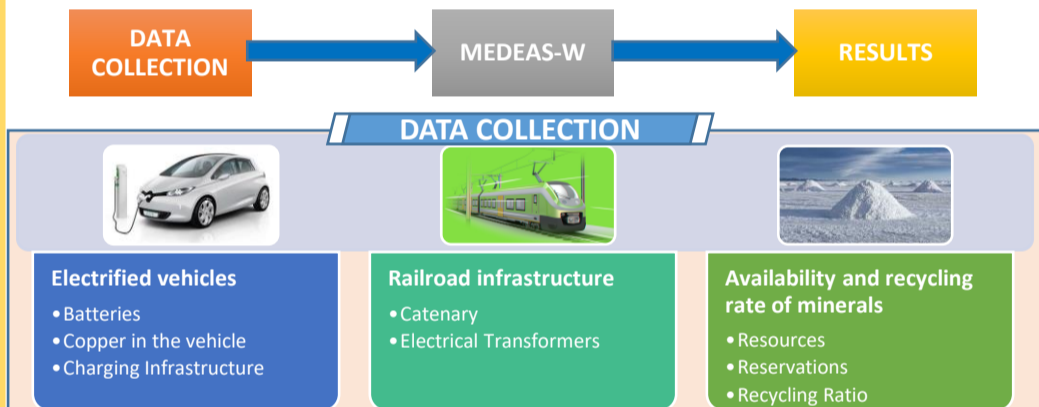 DATA
COLLECTION
MEDEAS-W
RESULTS
DATA COLLECTION
Electrified vehicles
•Batteries
•Copper in the vehicle
•Charging Infrastructure
Railroad infrastructure
•Catenary
•Electrical Transformers
Availability and recycling
rate of minerals
•Resources
•Reservations
•Recycling Ratio